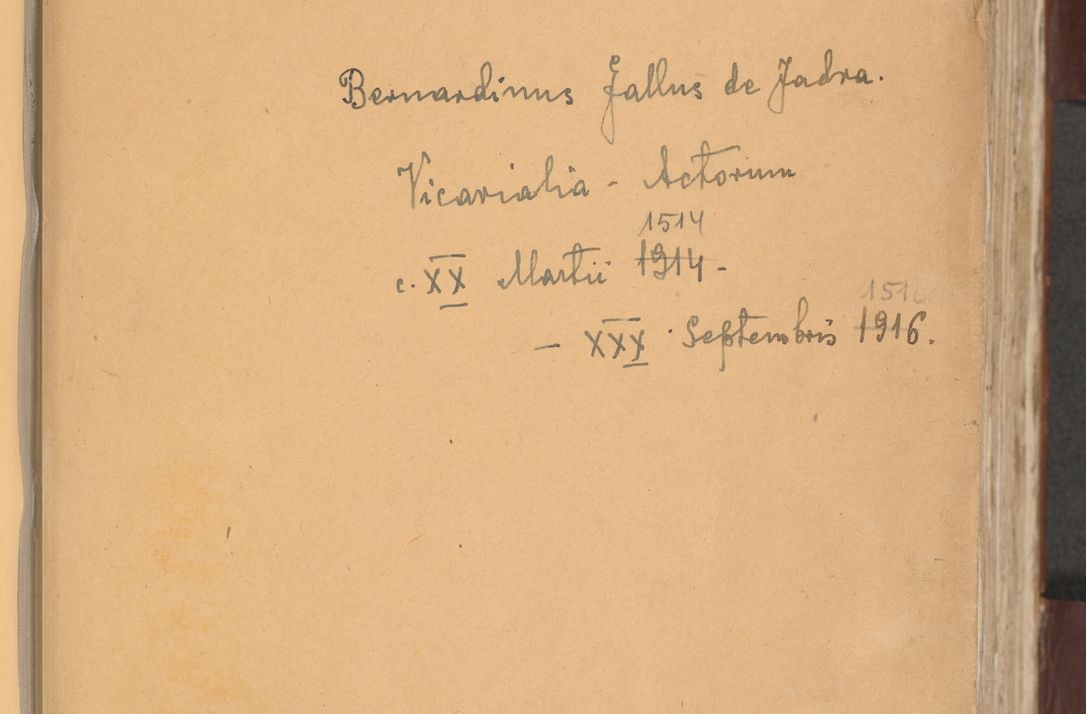 Bernardinus Gallus de Jadra.
Vicarialia - Actorum
1514
c. XX Martii 1914 -
1516
- XXX Septembris 1916.